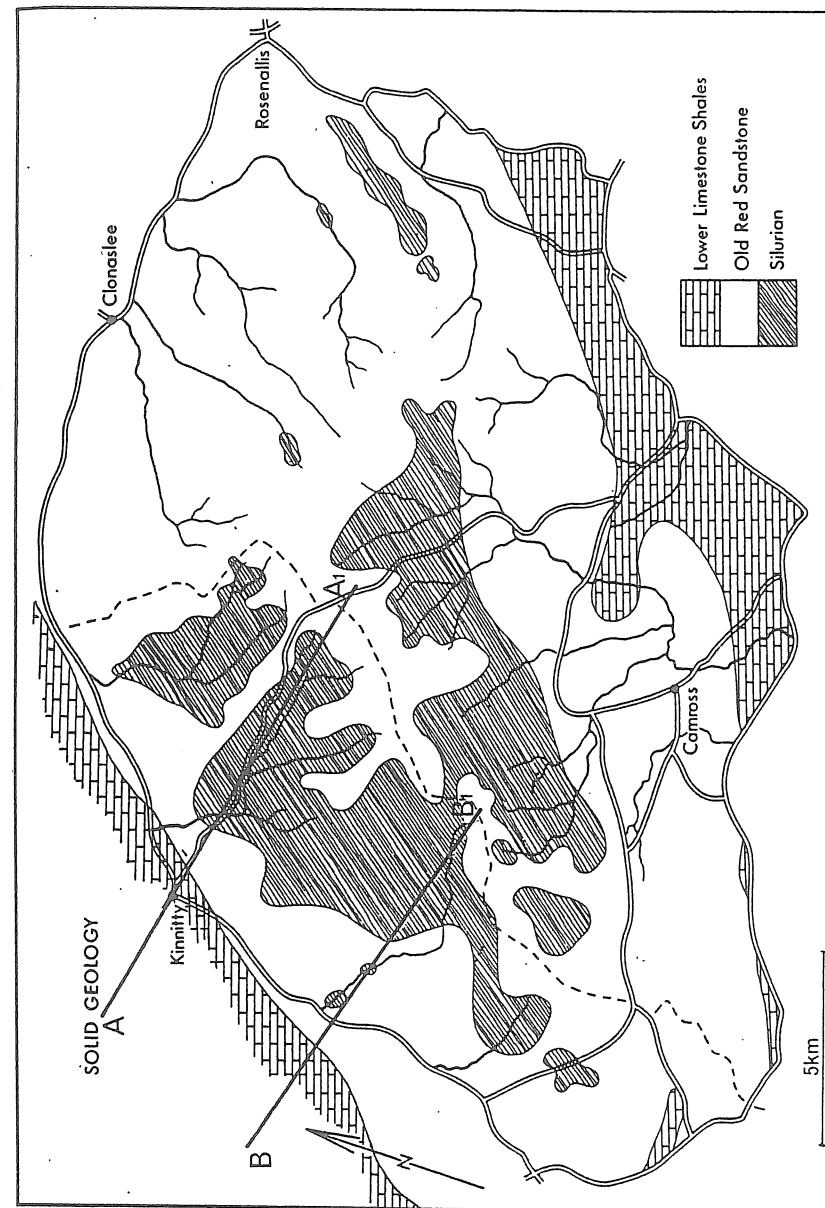 SOLID GEOLOGY
A
Kinnitty
A¹
B
B¹
N
Clonaslee
Rosenallis
Camross
5km
Lower Limestone Shales
Old Red Sandstone
Silurian